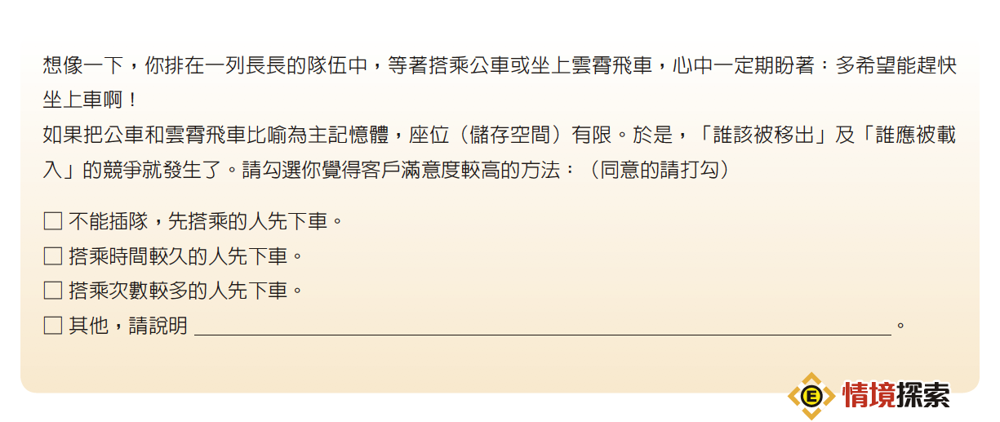 想像一下，你排在一列長長的隊伍中，等著搭乘公車或坐上雲霄飛車，心中一定期盼著：多希望能趕快
坐上車啊！
如果把公車和雲霄飛車比喻為主記憶體，座位（儲存空間）有限。於是，「誰該被移出」及「誰應被載
入」的競爭就發生了。請勾選你覺得客戶滿意度較高的方法：（同意的請打勾）
□ 不能插隊，先搭乘的人先下車。
□ 搭乘時間較久的人先下車。
□ 搭乘次數較多的人先下車。
□ 其他，請說明 ＿＿＿＿＿＿＿＿＿＿。
E 情境探索